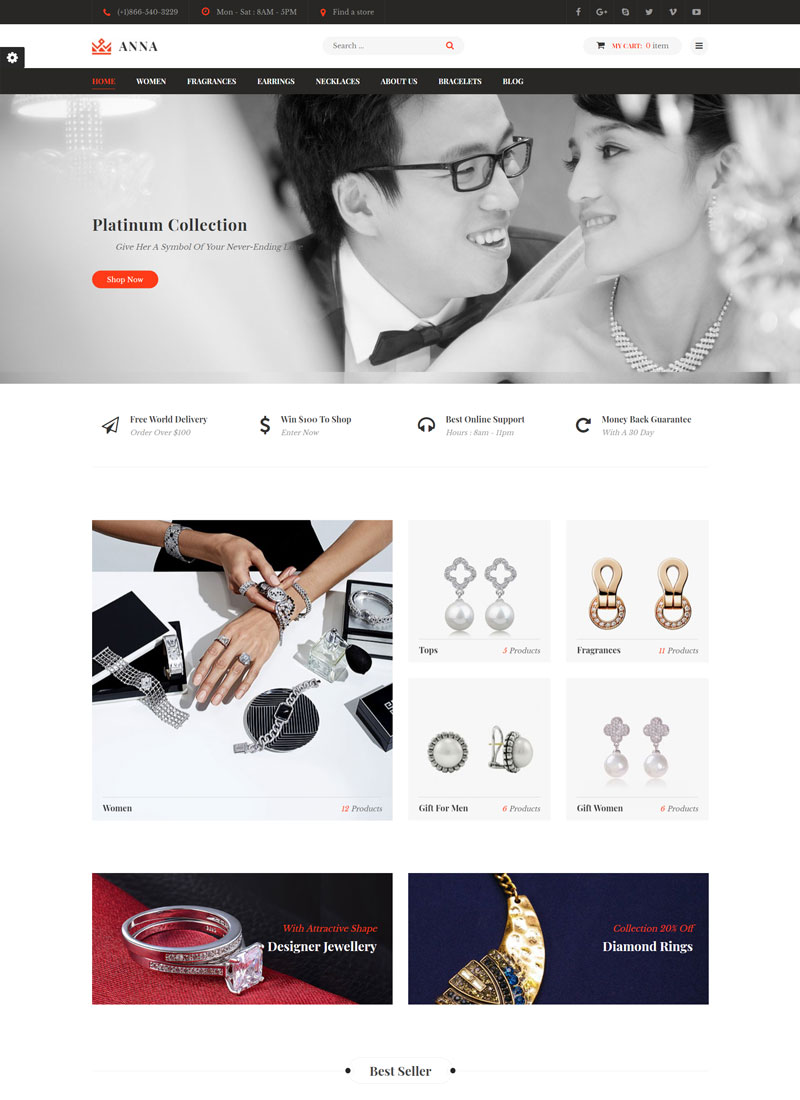 (+1)866-540-3229
Mon - Sat : 8AM - 5PM
Find a store
ANNA
Search ...
MY CART: 0 item
HOME WOMEN FRAGRANCES EARRINGS NECKLACES ABOUT US BRACELETS BLOG
Platinum Collection
Give Her A Symbol Of Your Never-Ending
Shop Now
Free World Delivery
Order Over $100
Win $100 To Shop
Enter Now
Best Online Support
Hours : 8am - 11pm
Money Back Guarantee
With A 30 Day
Tops 5 Products
Fragrances 11 Products
Women 12 Products
Gift For Men 6 Products
Gift Women 6 Products
With Attractive Shape
Designer Jewellery
Collection 20% Off
Diamond Rings
Best Seller